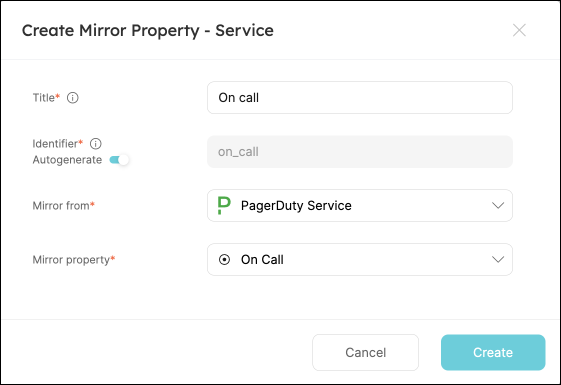 Create Mirror Property - Service
Title*
On call
Identifier*
Autogenerate
on_call
Mirror from*
PagerDuty Service
Mirror property*
On Call
Cancel
Create